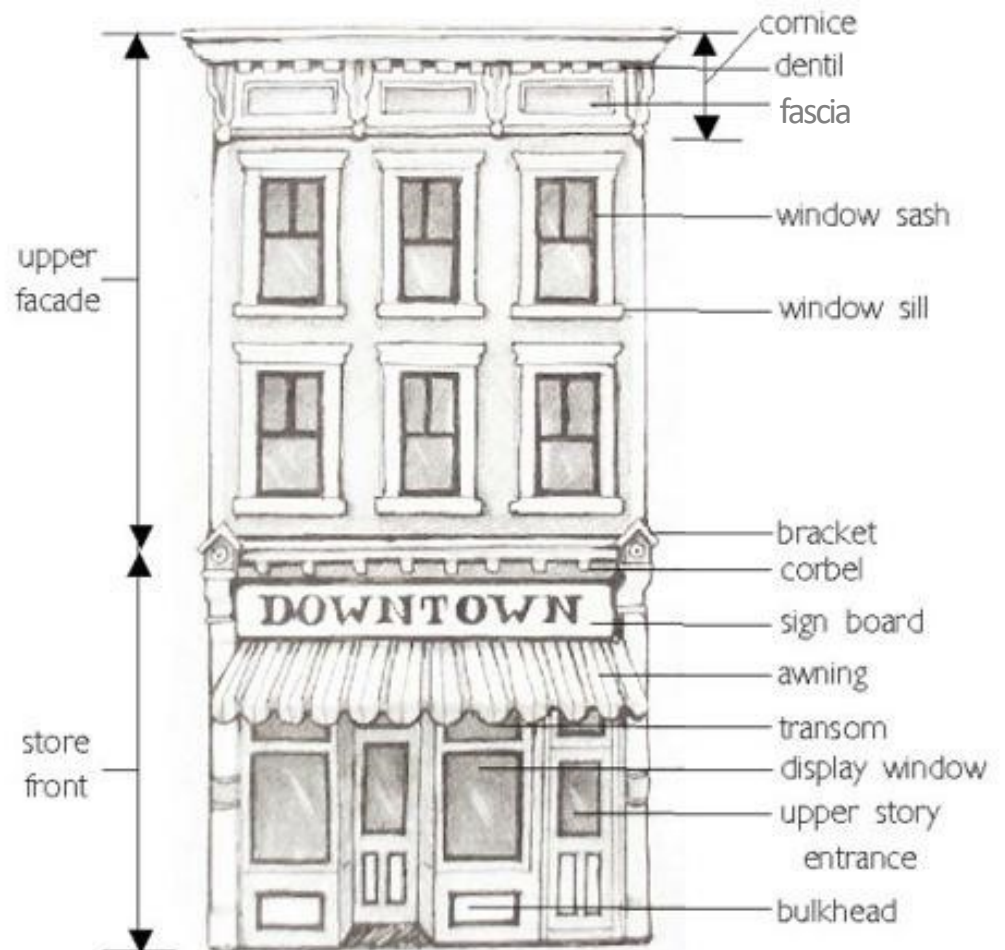 cornice
dentil
fascia
window sash
upper
facade
window sill
bracket
corbel
DOWNTOWN
sign board
awning
transom
store
front
display window
upper story
entrance
bulkhead